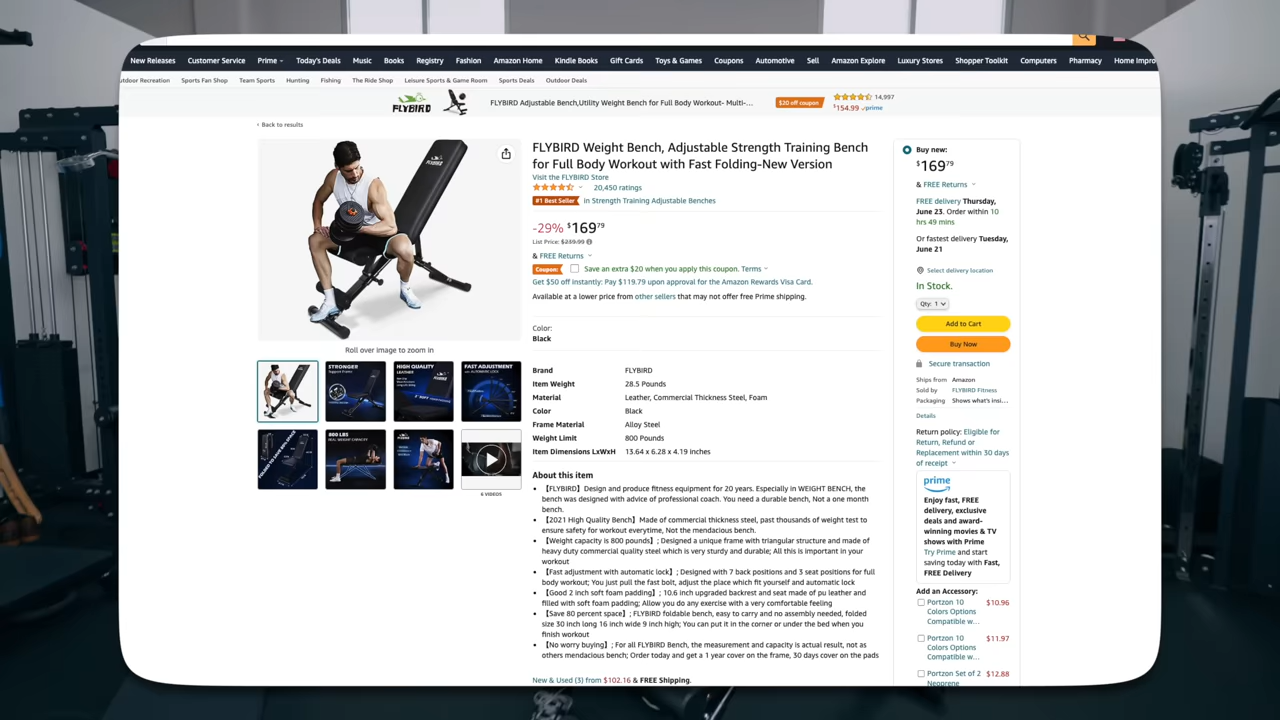 New Releases Customer Service Prime Today's Deals Music Books Registry Fashion Amazon Home Kindle Books Gift Cards Toys & Games Coupons Automotive Sell Amazon Explore Luxury Stores Shopper Toolkit Computers Pharmacy Home Impro
utdoor Recreation Sports Fan Shop Team Sports Hunting Fishing The Ride Shop Leisure Sports & Game Room Sports Deals Outdoor Deals
FLYBIRD
FLYBIRD Adjustable Bench,Utility Weight Bench for Full Body Workout- Multi-...
$20 off coupon
14,997
$154.99 prime
‹ Back to results
FLYBIRD
Roll over image to zoom in
STRONGER
Support Frame
HIGH QUALITY
LEATHER
FAST ADJUSTMENT
800 LBS
6 VIDEOS
FLYBIRD Weight Bench, Adjustable Strength Training Bench
for Full Body Workout with Fast Folding-New Version
Visit the FLYBIRD Store
20,450 ratings
#1 Best Seller in Strength Training Adjustable Benches
-29% $169 79
List Price: $239.99
& FREE Returns
Coupon: Save an extra $20 when you apply this coupon. Terms
Get $50 off instantly: Pay $119.79 upon approval for the Amazon Rewards Visa Card.
Available at a lower price from other sellers that may not offer free Prime shipping.
Color:
Black
Brand FLYBIRD
Item Weight 28.5 Pounds
Material Leather, Commercial Thickness Steel, Foam
Color Black
Frame Material Alloy Steel
Weight Limit 800 Pounds
Item Dimensions LxWxH 13.64 x 6.28 x 4.19 inches
About this item
• 【FLYBIRD】Design and produce fitness equipment for 20 years. Especially in WEIGHT BENCH, the
bench was designed with advice of professional coach. You need a durable bench, Not a one month
bench.
• 【2021 High Quality Bench】Made of commercial thickness steel, past thousands of weight test to
ensure safety for workout everytime, Not the mendacious bench.
• 【Weight capacity is 800 pounds】; Designed a unique frame with triangular structure and made of
heavy duty commercial quality steel which is very sturdy and durable; All this is important in your
workout
• 【Fast adjustment with automatic lock】; Designed with 7 back positions and 3 seat positions for full
body workout; You just pull the fast bolt, adjust the place which fit yourself and automatic lock
• 【Good 2 inch soft foam padding】; 10.6 inch upgraded backrest and seat made of pu leather and
filled with soft foam padding; Allow you do any exercise with a very comfortable feeling
• 【Save 80 percent space】; FLYBIRD foldable bench, easy to carry and no assembly needed, folded
size 30 inch long 16 inch wide 9 inch high; You can put it in the corner or under the bed when you
finish workout
• 【No worry buying】; For all FLYBIRD Bench, the measurement and capacity is actual result, not as
others mendacious bench; Order today and get a 1 year cover on the frame, 30 days cover on the pads
New & Used (3) from $102.16 & FREE Shipping.
Buy new:
$169 79
& FREE Returns
FREE delivery Thursday,
June 23. Order within 10
hrs 49 mins
Or fastest delivery Tuesday,
June 21
Select delivery location
In Stock.
Qty: 1
Add to Cart
Buy Now
Secure transaction
Ships from Amazon
Sold by FLYBIRD Fitness
Packaging Shows what's insi...
Details
Return policy: Eligible for
Return, Refund or
Replacement within 30 days
of receipt
prime
Enjoy fast, FREE
delivery, exclusive
deals and award-
winning movies & TV
shows with Prime
Try Prime and start
saving today with Fast,
FREE Delivery
Add an Accessory:
Portzon 10 $10.96
Colors Options
Compatible w...
Portzon 10 $11.97
Colors Options
Compatible w...
Portzon Set of 2 $12.88
Neoprene